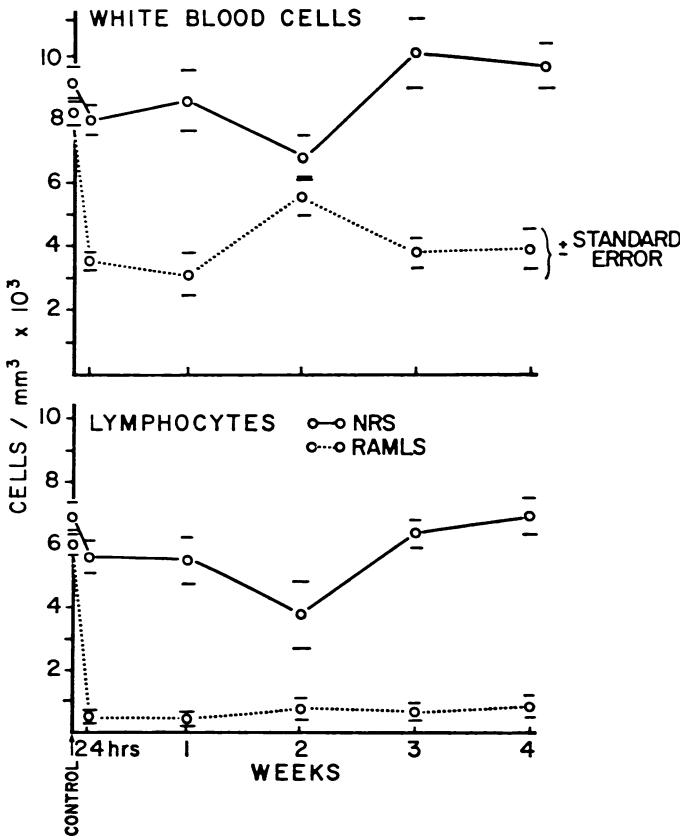 WHITE BLOOD CELLS
10
8
6
4
2
± STANDARD
ERROR
CELLS / mm³ x 10³
LYMPHOCYTES
NRS
RAMLS
10
8
6
4
2
CONTROL
24 hrs
1
2
3
4
WEEKS